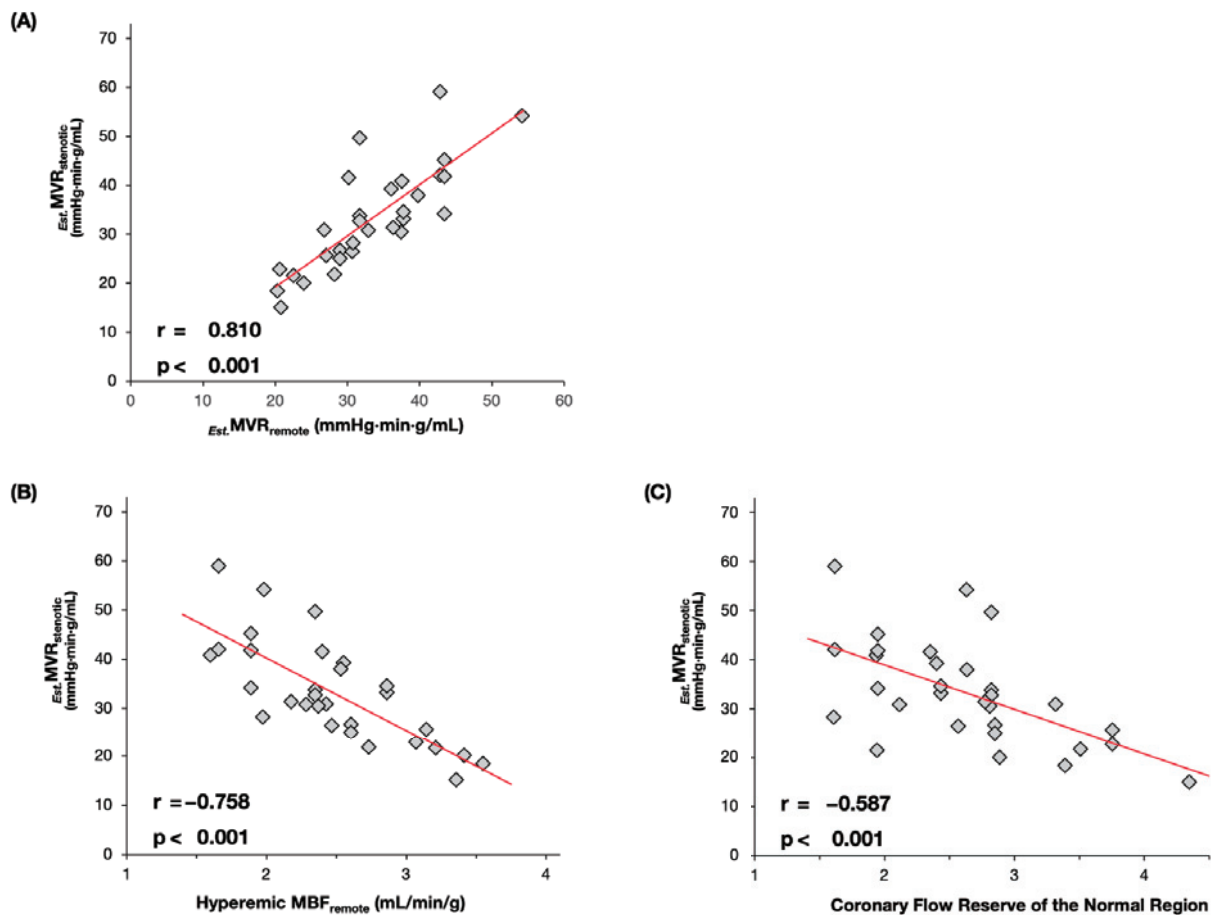 (A)
70
60
50
40
30
20
10
0
Est.MVRstenotic
(mmHg·min·g/mL)
r = 0.810
p < 0.001
0 10 20 30 40 50 60
Est.MVRremote (mmHg·min·g/mL)
(B)
70
60
50
40
30
20
10
0
Est.MVRstenotic
(mmHg·min·g/mL)
r =−0.758
p < 0.001
1 2 3 4
Hyperemic MBFremote (mL/min/g)
(C)
70
60
50
40
30
20
10
0
Est.MVRstenotic
(mmHg·min·g/mL)
r = −0.587
p < 0.001
1 2 3 4
Coronary Flow Reserve of the Normal Region